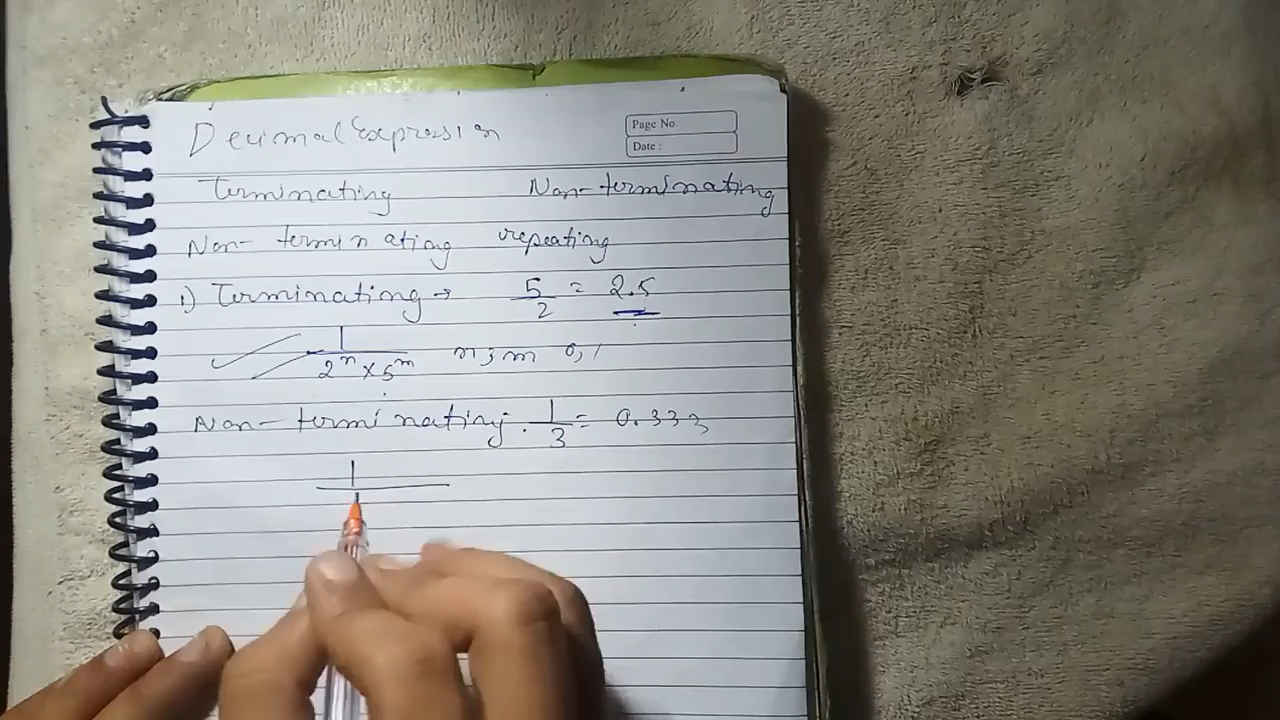 Decimal Expression
Page No
Date :
Terminating Non-terminating
Non-terminating repeating
1) Terminating → 5/2 = 2.5
1/2ⁿ × 5ᵐ n, m 0, 1
Non-terminating: 1/3 = 0.333
1